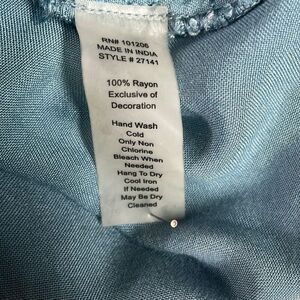 RN# 101206
MADE IN INDIA
STYLE # 27141
100% Rayon
Exclusive of
Decoration
Hand Wash
Cold
Only Non
Chlorine
Bleach When
Needed
Hang To Dry
Cool Iron
If Needed
May Be Dry
Cleaned